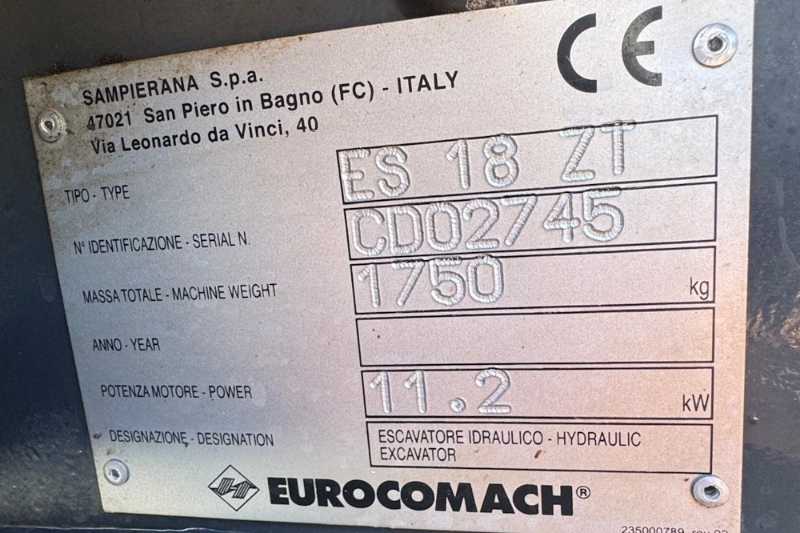 SAMPIERANA S.p.a.
47021 San Piero in Bagno (FC) - ITALY
Via Leonardo da Vinci, 40
CE
TIPO - TYPE ES 18 ZT
N° IDENTIFICAZIONE - SERIAL N. CD02745
MASSA TOTALE - MACHINE WEIGHT 1750 kg
ANNO - YEAR
POTENZA MOTORE - POWER 11.2 kW
DESIGNAZIONE - DESIGNATION ESCAVATORE IDRAULICO - HYDRAULIC
EXCAVATOR
EUROCOMACH®
235000789